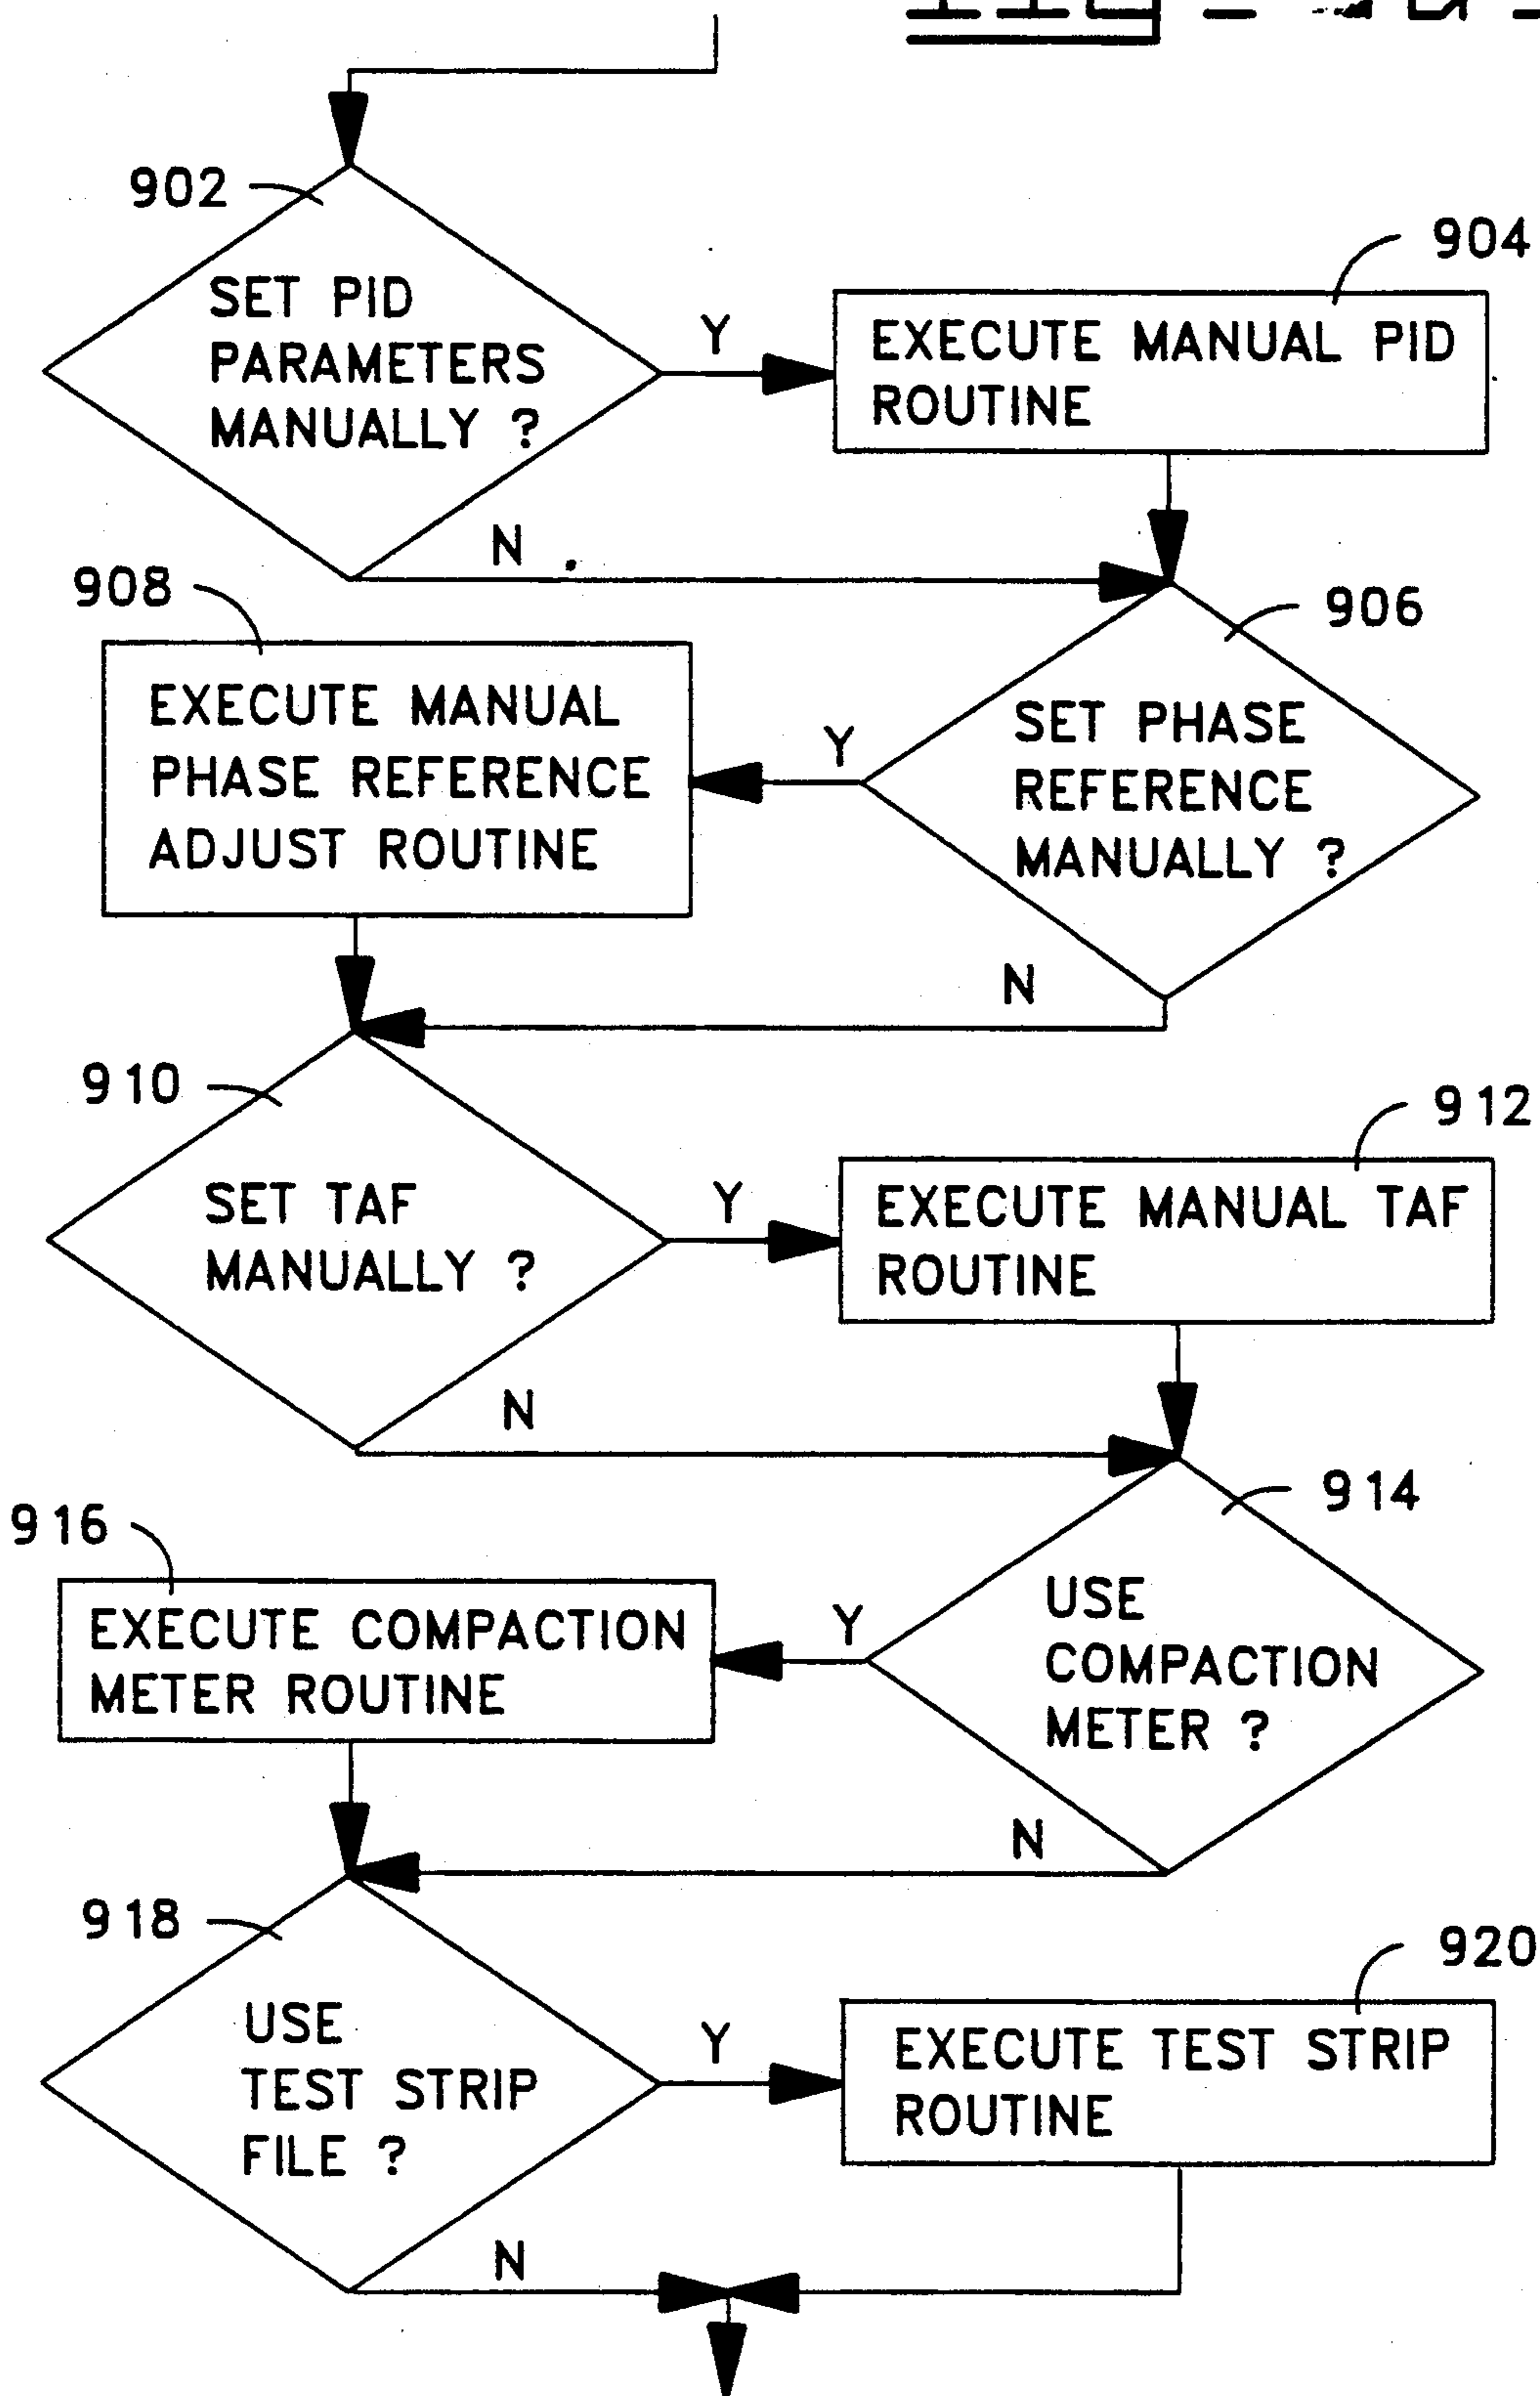 902
SET PID
PARAMETERS
MANUALLY ?
Y
904
EXECUTE MANUAL PID
ROUTINE
N
908
EXECUTE MANUAL
PHASE REFERENCE
ADJUST ROUTINE
Y
906
SET PHASE
REFERENCE
MANUALLY ?
N
910
SET TAF
MANUALLY ?
Y
912
EXECUTE MANUAL TAF
ROUTINE
N
916
EXECUTE COMPACTION
METER ROUTINE
Y
914
USE
COMPACTION
METER ?
N
918
USE
TEST STRIP
FILE ?
Y
920
EXECUTE TEST STRIP
ROUTINE
N